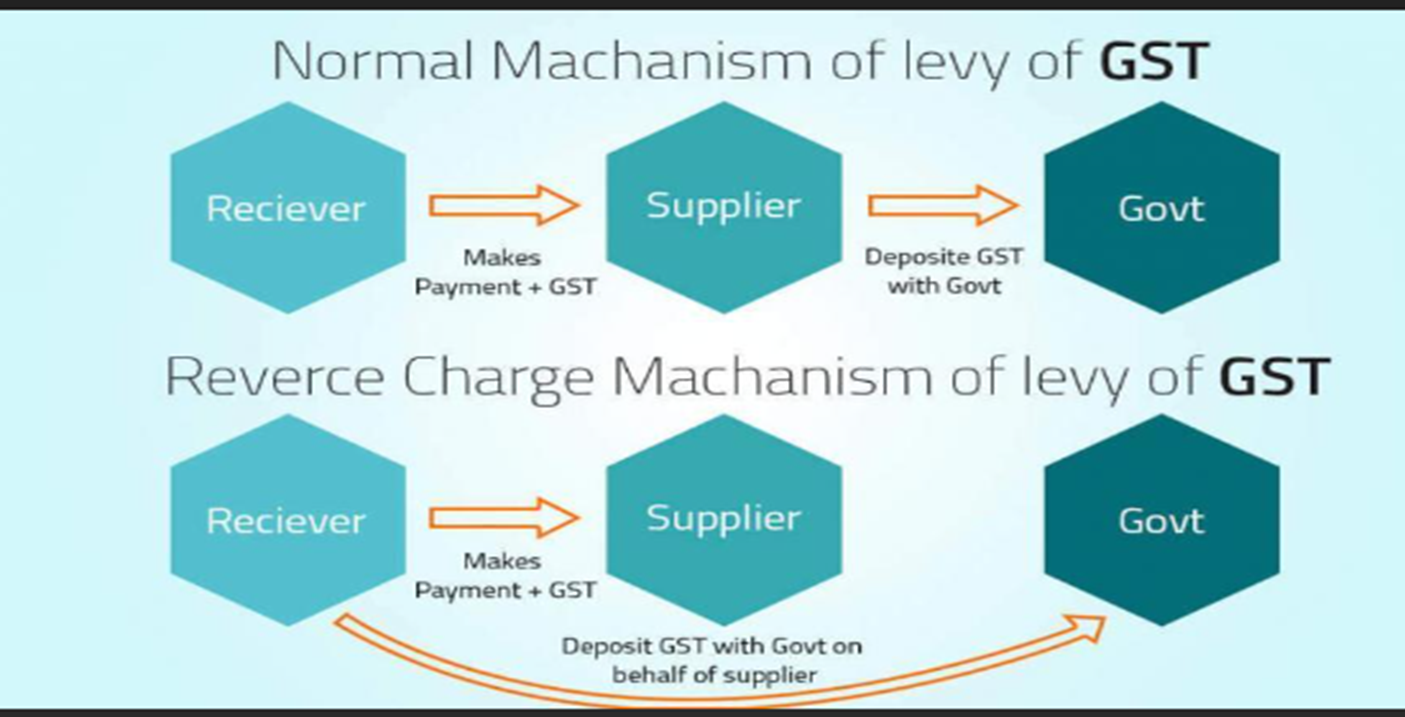 Normal Machanism of levy of GST
Reciever
Makes
Payment + GST
Supplier
Deposite GST
with Govt
Govt
Reverce Charge Machanism of levy of GST
Reciever
Makes
Payment + GST
Supplier
Govt
Deposit GST with Govt on
behalf of supplier